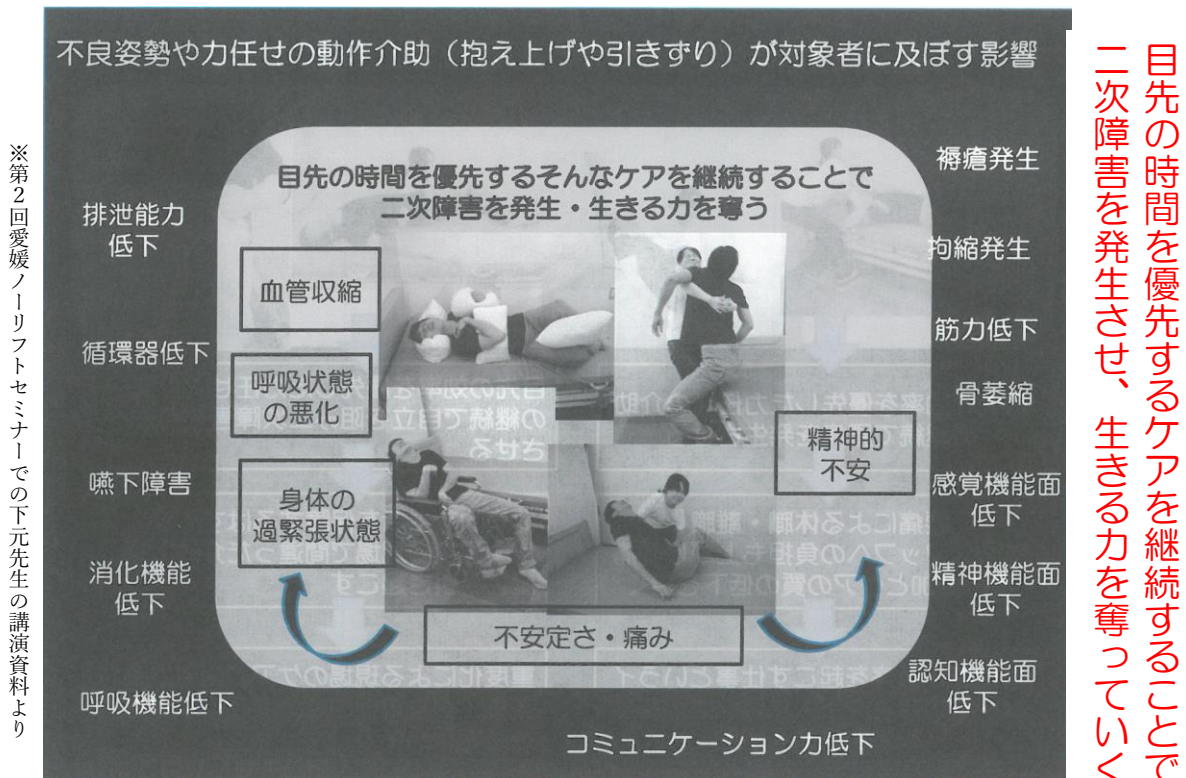 不良姿勢や力任せの動作介助（抱え上げや引きずり）が対象者に及ぼす影響
目先の時間を優先するそんなケアを継続することで
二次障害を発生・生きる力を奪う
排泄能力
低下
循環器低下
嚥下障害
消化機能
低下
呼吸機能低下
血管収縮
呼吸状態
の悪化
身体の
過緊張状態
不安定さ・痛み
精神的
不安
褥瘡発生
拘縮発生
筋力低下
骨萎縮
感覚機能面
低下
精神機能面
低下
認知機能面
低下
コミュニケーション力低下
目先の時間を優先するケアを継続することで
二次障害を発生させ、生きる力を奪っていく
※第2回愛媛ノーリフトセミナーでの下元先生の講演資料より